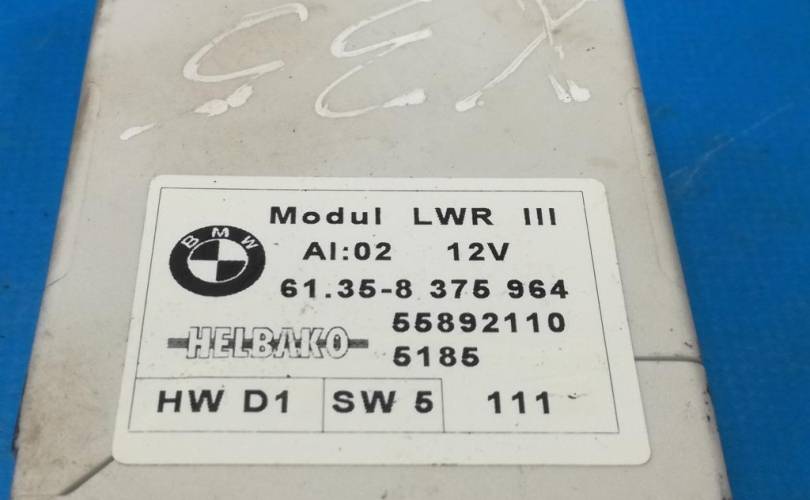 Modul LWR III
BMW
AI:02 12V
61.35-8 375 964
55892110
HELBAKO
5185
HW D1 SW 5 111